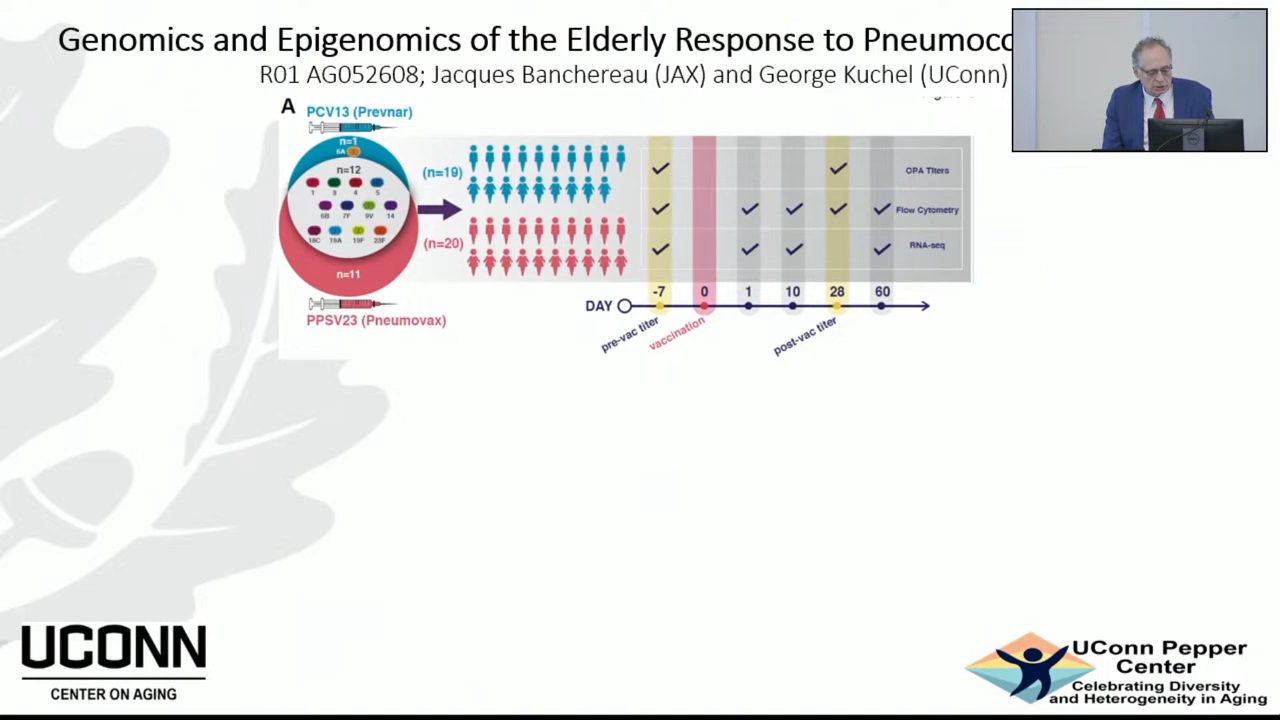 Genomics and Epigenomics of the Elderly Response to Pneumoco
R01 AG052608; Jacques Banchereau (JAX) and George Kuchel (UConn)
A
PCV13 (Prevnar)
n=1
6A
n=12
1 3 4 5
6B 7F 9V 14
18C 19A 19F 23F
n=11
PPSV23 (Pneumovax)
(n=19)
(n=20)
OPA Titers
Flow Cytometry
RNA-seq
DAY -7 0 1 10 28 60
pre-vac titer
vaccination
post-vac titer
UCONN
CENTER ON AGING
UConn Pepper
Center
Celebrating Diversity
and Heterogeneity in Aging